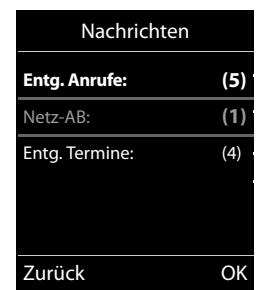 Nachrichten
Entg. Anrufe: (5)
Netz-AB: (1)
Entg. Termine: (4)
Zurück OK